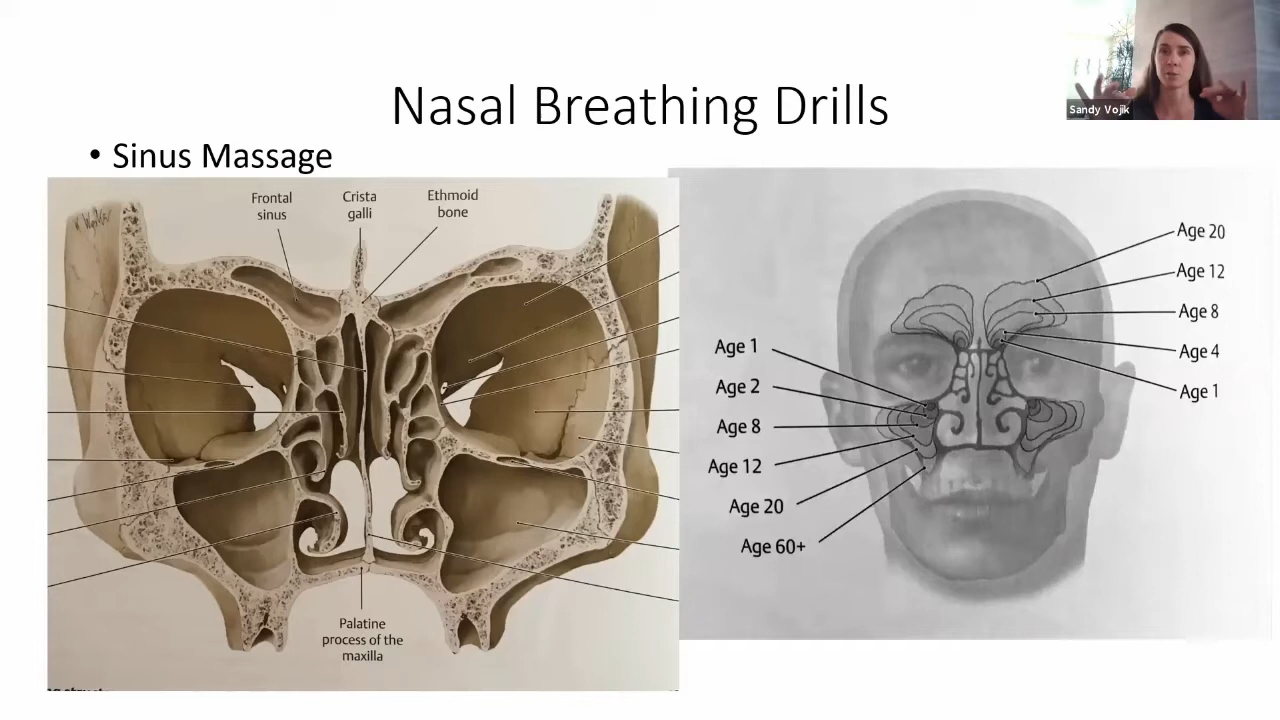 Nasal Breathing Drills
Sandy Vojik
• Sinus Massage
Frontal
sinus
Crista
galli
Ethmoid
bone
Palatine
process of the
maxilla
Age 20
Age 12
Age 8
Age 4
Age 1
Age 1
Age 2
Age 8
Age 12
Age 20
Age 60+